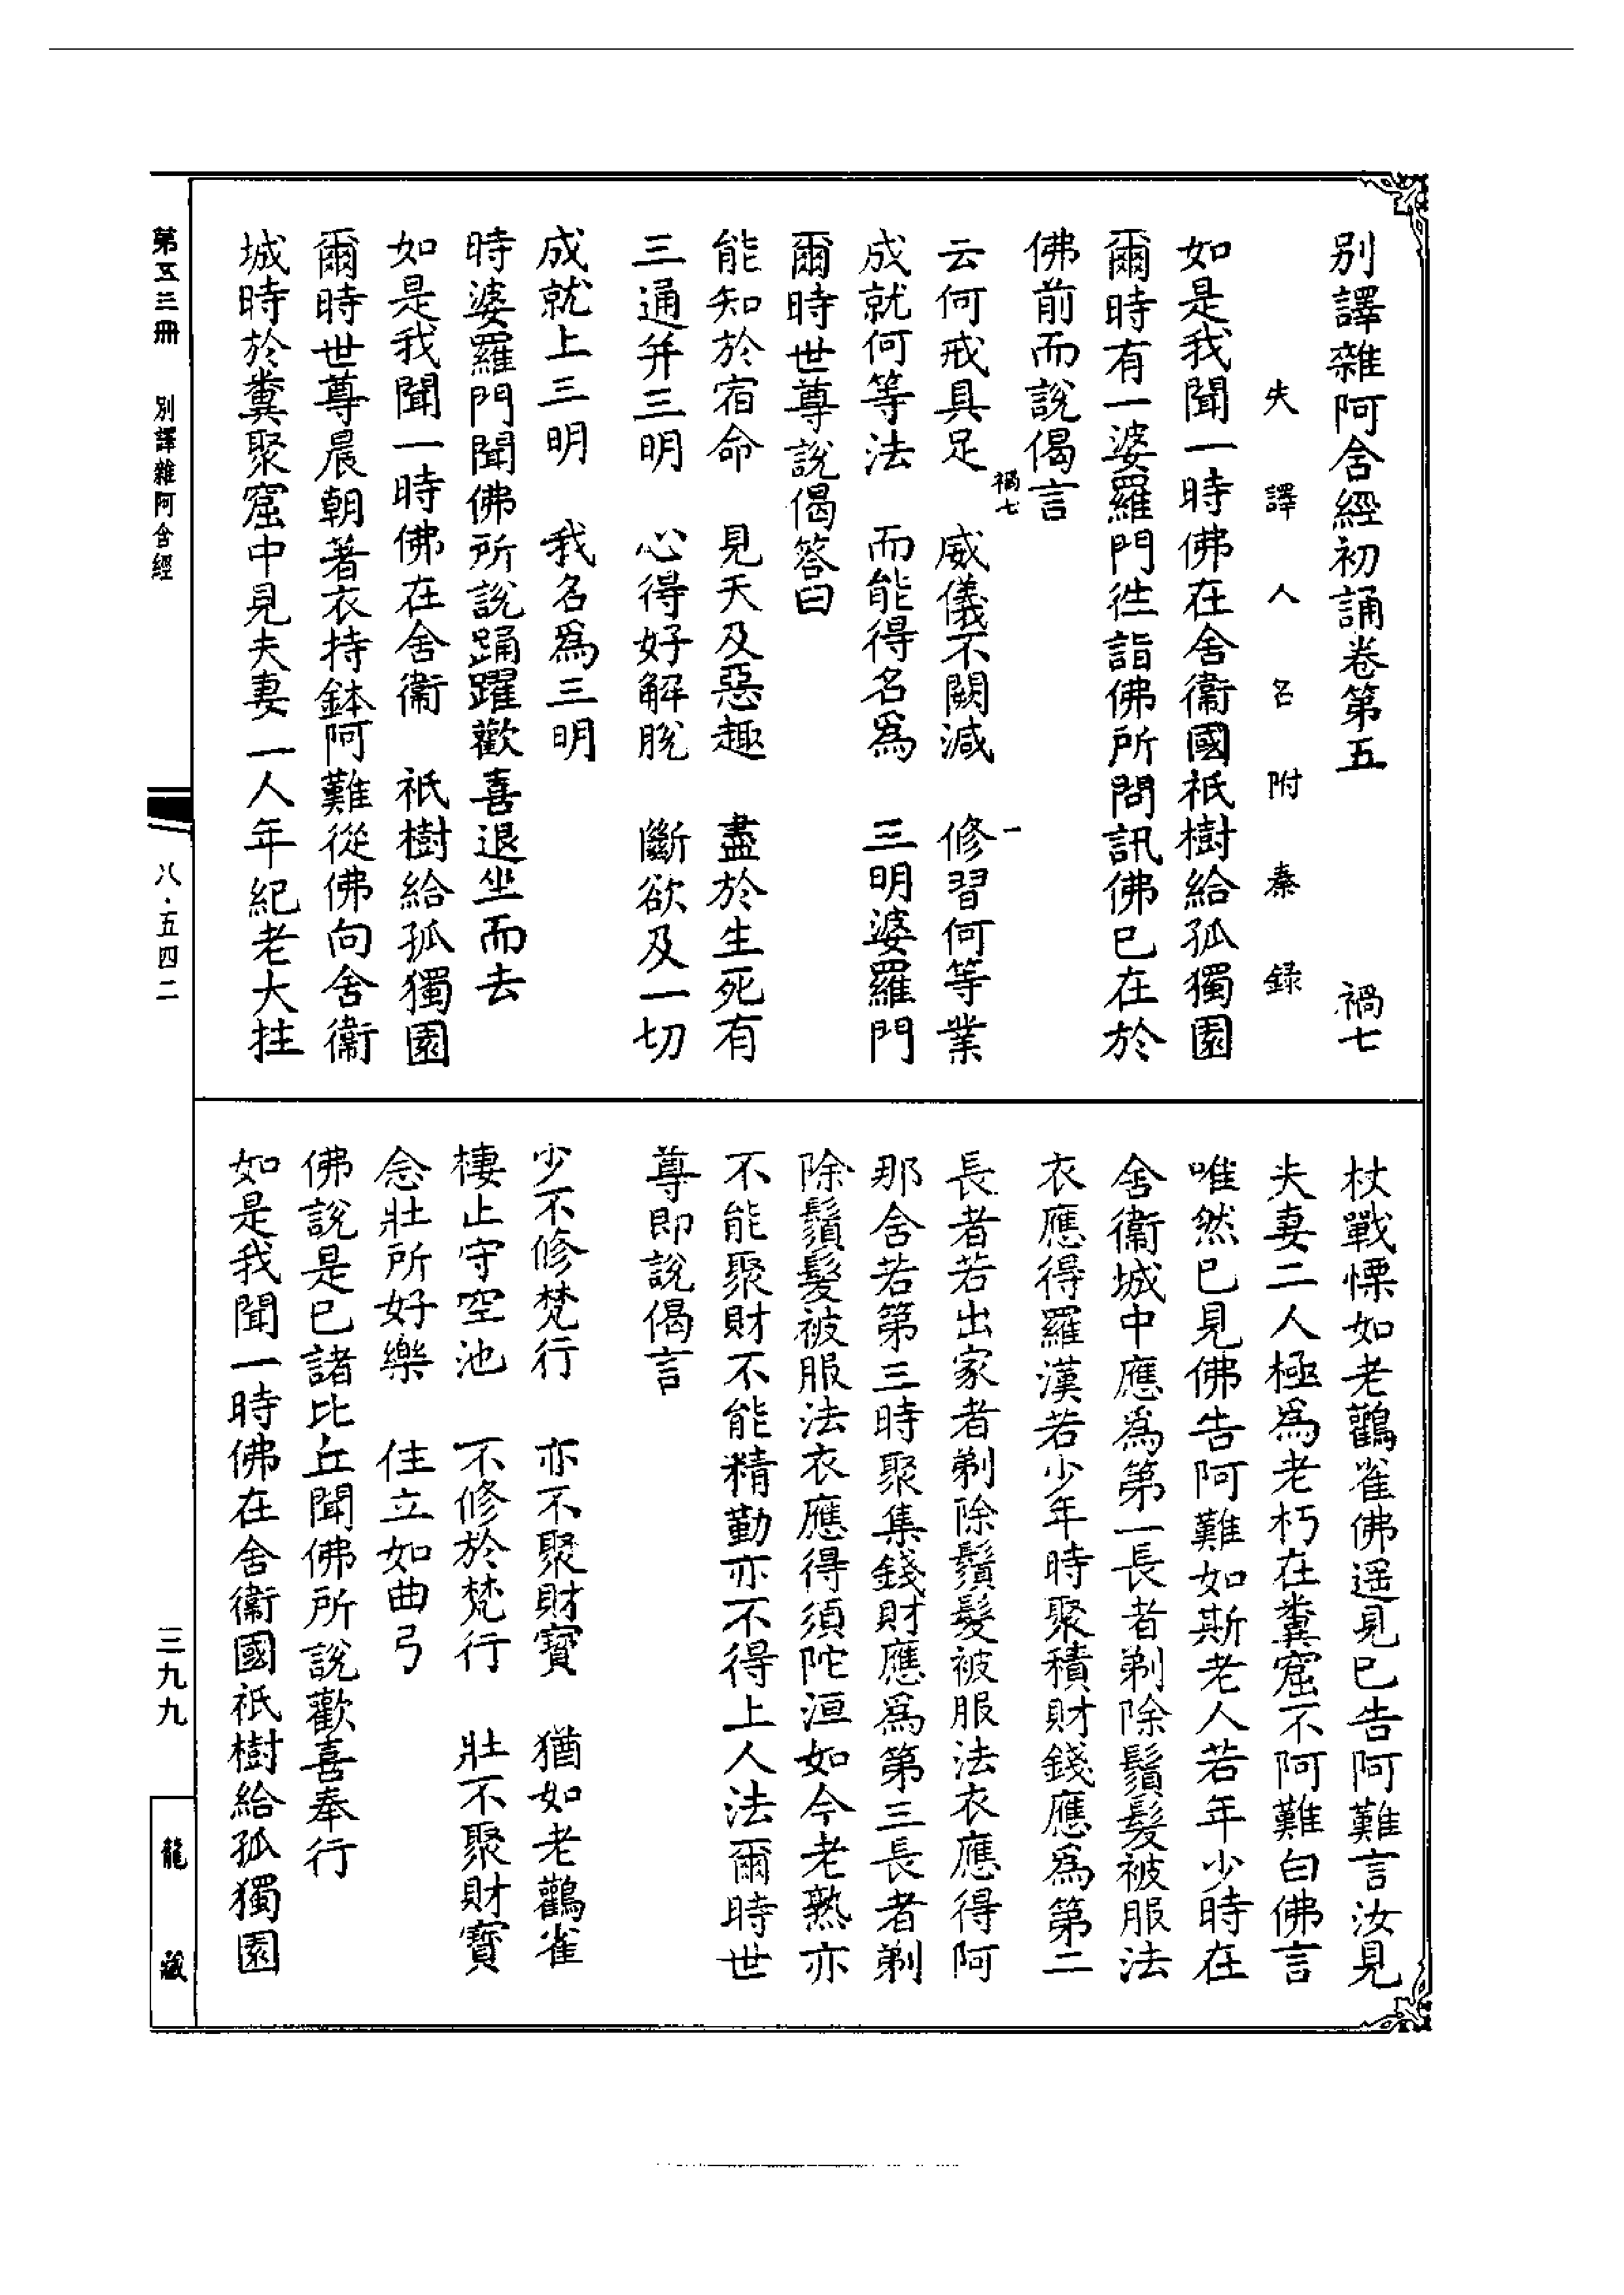 别譯雜阿含經初誦卷第五　禍七
失譯人名附秦錄
如是我聞一時佛在舍衞國祇樹給孤獨園
爾時有一婆羅門徃詣佛所問訊佛已在於
佛前而說偈言
禍七　一
云何戒具足　威儀不闕減　修習何等業
成就何等法　而能得名爲　三明婆羅門
爾時世尊說偈答曰
能知於宿命　見天及惡趣　盡於生死有
三通并三明　心得好解脫　斷欲及一切
成就上三明　我名爲三明
時婆羅門聞佛所說踊躍歡喜退坐而去
如是我聞一時佛在舍衞　祇樹給孤獨園
爾時世尊晨朝著衣持鉢阿難從佛向舍衞
城時於糞聚窟中見夫妻一人年紀老大拄
杖戰慄如老鸛雀佛遥見已告阿難言汝見
夫妻二人極爲老朽在糞窟不阿難白佛言
唯然已見佛告阿難如斯老人若年少時在
舍衞城中應爲第一長者剃除鬚髮被服法
衣應得羅漢若少年時聚積財錢應爲第二
長者若出家者剃除鬚髮被服法衣應得阿
那舍若第三時聚集錢財應爲第三長者剃
除鬚髮被服法衣應得須陀洹如今老熟亦
不能聚財不能精勤亦不得上人法爾時世
尊即說偈言
少不修梵行　亦不聚財寶　猶如老鸛雀
棲止守空池　不修於梵行　壯不聚財寶
念壯所好樂　住立如曲弓
佛說是已諸比丘聞佛所說歡喜奉行
如是我聞一時佛在舍衞國祇樹給孤獨園
第五三冊　別譯雜阿含經
八·五四二
三九九
龍藏